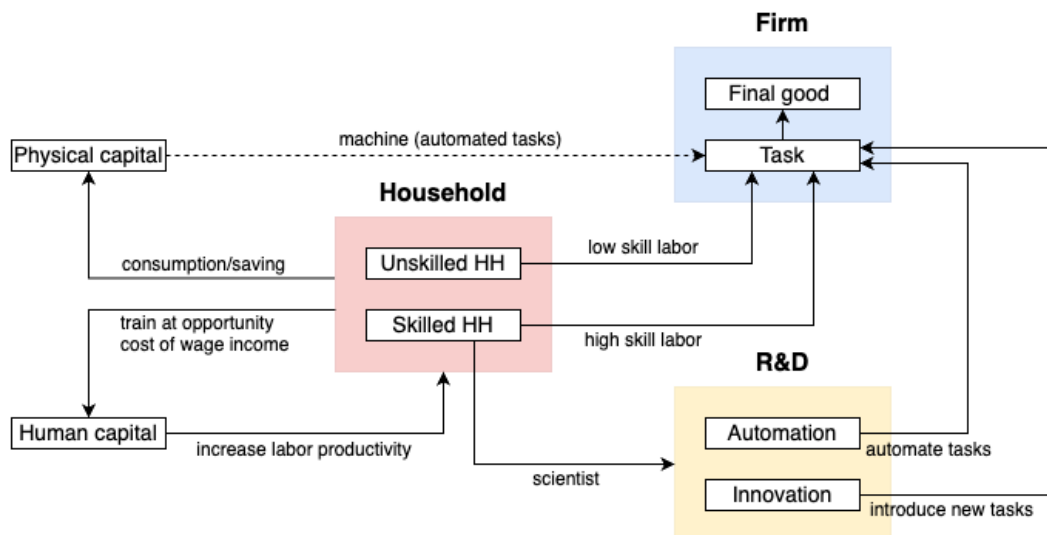 Firm
Final good
machine (automated tasks)
Physical capital
Task
Household
low skill labor
consumption/saving
Unskilled HH
train at opportunity
cost of wage income
Skilled HH
high skill labor
R&D
Human capital
increase labor productivity
Automation
automate tasks
scientist
Innovation
introduce new tasks